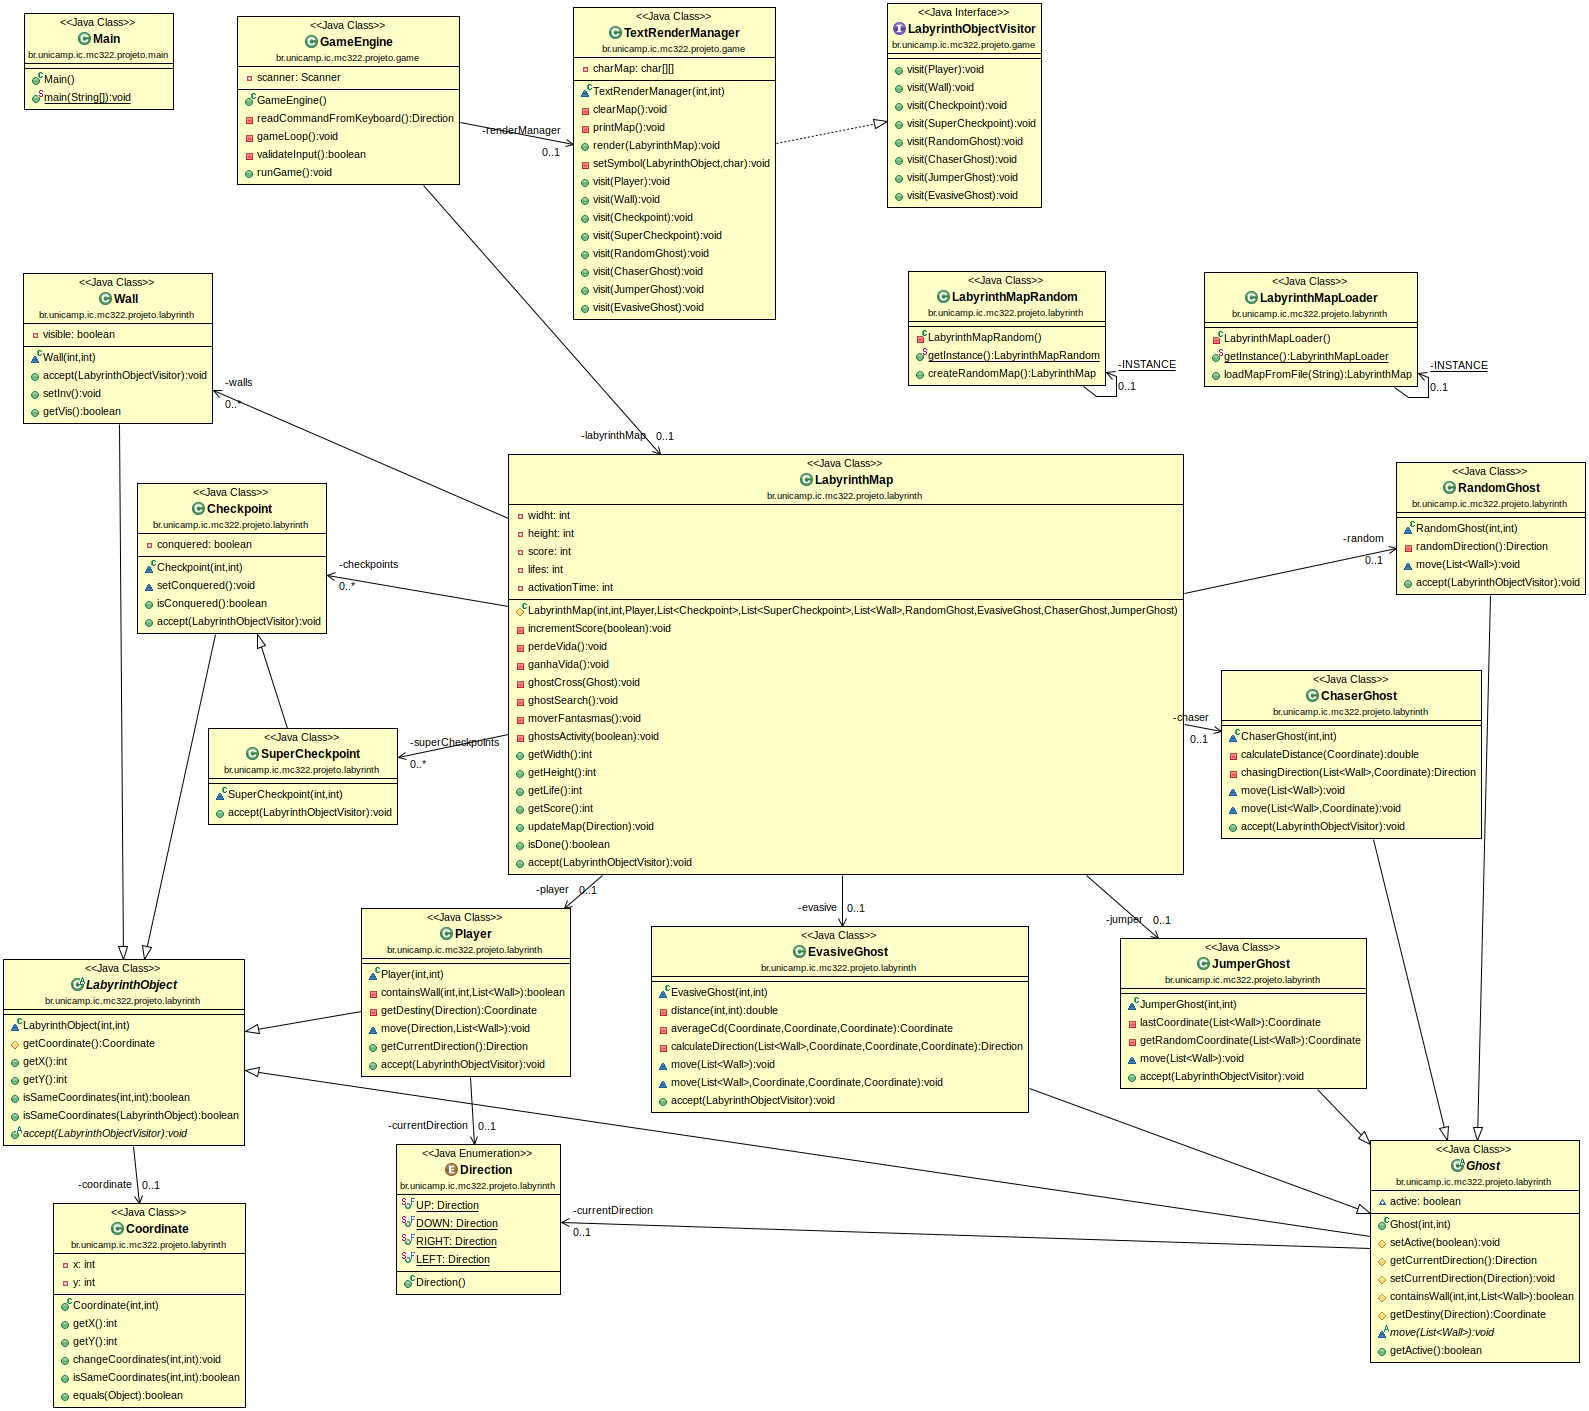 <<Java Class>>
Main
br.unicamp.ic.mc322.projeto.main
Main()
main(String[]):void
<<Java Class>>
GameEngine
br.unicamp.ic.mc322.projeto.game
scanner: Scanner
GameEngine()
readCommandFromKeyboard():Direction
gameLoop():void
validateInput():boolean
runGame():void
-renderManager
0..1
<<Java Class>>
TextRenderManager
br.unicamp.ic.mc322.projeto.game
charMap: char[][]
TextRenderManager(int,int)
clearMap():void
printMap():void
render(LabyrinthMap):void
setSymbol(LabyrinthObject,char):void
visit(Player):void
visit(Wall):void
visit(Checkpoint):void
visit(SuperCheckpoint):void
visit(RandomGhost):void
visit(ChaserGhost):void
visit(JumperGhost):void
visit(EvasiveGhost):void
<<Java Interface>>
LabyrinthObjectVisitor
br.unicamp.ic.mc322.projeto.game
visit(Player):void
visit(Wall):void
visit(Checkpoint):void
visit(SuperCheckpoint):void
visit(RandomGhost):void
visit(ChaserGhost):void
visit(JumperGhost):void
visit(EvasiveGhost):void
<<Java Class>>
Wall
br.unicamp.ic.mc322.projeto.labyrinth
visible: boolean
Wall(int,int)
accept(LabyrinthObjectVisitor):void
setInv():void
getVis():boolean
-walls
0..*
<<Java Class>>
LabyrinthMapRandom
br.unicamp.ic.mc322.projeto.labyrinth
LabyrinthMapRandom()
getInstance():LabyrinthMapRandom
createRandomMap():LabyrinthMap
-INSTANCE
0..1
<<Java Class>>
LabyrinthMapLoader
br.unicamp.ic.mc322.projeto.labyrinth
LabyrinthMapLoader()
getInstance():LabyrinthMapLoader
loadMapFromFile(String):LabyrinthMap
-INSTANCE
0..1
-labyrinthMap
0..1
<<Java Class>>
Checkpoint
br.unicamp.ic.mc322.projeto.labyrinth
conquered: boolean
Checkpoint(int,int)
setConquered():void
isConquered():boolean
accept(LabyrinthObjectVisitor):void
-checkpoints
0..*
<<Java Class>>
LabyrinthMap
br.unicamp.ic.mc322.projeto.labyrinth
widht: int
height: int
score: int
lifes: int
activationTime: int
LabyrinthMap(int,int,Player,List<Checkpoint>,List<SuperCheckpoint>,List<Wall>,RandomGhost,EvasiveGhost,ChaserGhost,JumperGhost)
incrementScore(boolean):void
perdeVida():void
ganhaVida():void
ghostCross(Ghost):void
ghostSearch():void
moverFantasmas():void
ghostsActivity(boolean):void
getWidth():int
getHeight():int
getLife():int
getScore():int
updateMap(Direction):void
isDone():boolean
accept(LabyrinthObjectVisitor):void
-random
0..1
<<Java Class>>
RandomGhost
br.unicamp.ic.mc322.projeto.labyrinth
RandomGhost(int,int)
randomDirection():Direction
move(List<Wall>):void
accept(LabyrinthObjectVisitor):void
<<Java Class>>
SuperCheckpoint
br.unicamp.ic.mc322.projeto.labyrinth
SuperCheckpoint(int,int)
accept(LabyrinthObjectVisitor):void
-superCheckpoints
0..*
-chaser
0..1
<<Java Class>>
ChaserGhost
br.unicamp.ic.mc322.projeto.labyrinth
ChaserGhost(int,int)
calculateDistance(Coordinate):double
chasingDirection(List<Wall>,Coordinate):Direction
move(List<Wall>):void
move(List<Wall>,Coordinate):void
accept(LabyrinthObjectVisitor):void
-player
0..1
-evasive
0..1
-jumper
0..1
<<Java Class>>
LabyrinthObject
br.unicamp.ic.mc322.projeto.labyrinth
LabyrinthObject(int,int)
getCoordinate():Coordinate
getX():int
getY():int
isSameCoordinates(int,int):boolean
isSameCoordinates(LabyrinthObject):boolean
accept(LabyrinthObjectVisitor):void
<<Java Class>>
Player
br.unicamp.ic.mc322.projeto.labyrinth
Player(int,int)
containsWall(int,int,List<Wall>):boolean
getDestiny(Direction):Coordinate
move(Direction,List<Wall>):void
getCurrentDirection():Direction
accept(LabyrinthObjectVisitor):void
<<Java Class>>
EvasiveGhost
br.unicamp.ic.mc322.projeto.labyrinth
EvasiveGhost(int,int)
distance(int,int):double
averageCd(Coordinate,Coordinate,Coordinate):Coordinate
calculateDirection(List<Wall>,Coordinate,Coordinate,Coordinate):Direction
move(List<Wall>):void
move(List<Wall>,Coordinate,Coordinate,Coordinate):void
accept(LabyrinthObjectVisitor):void
<<Java Class>>
JumperGhost
br.unicamp.ic.mc322.projeto.labyrinth
JumperGhost(int,int)
lastCoordinate(List<Wall>):Coordinate
getRandomCoordinate(List<Wall>):Coordinate
move(List<Wall>):void
accept(LabyrinthObjectVisitor):void
-coordinate
0..1
-currentDirection
0..1
<<Java Class>>
Coordinate
br.unicamp.ic.mc322.projeto.labyrinth
x: int
y: int
Coordinate(int,int)
getX():int
getY():int
changeCoordinates(int,int):void
isSameCoordinates(int,int):boolean
equals(Object):boolean
<<Java Enumeration>>
Direction
br.unicamp.ic.mc322.projeto.labyrinth
UP: Direction
DOWN: Direction
RIGHT: Direction
LEFT: Direction
Direction()
-currentDirection
0..1
<<Java Class>>
Ghost
br.unicamp.ic.mc322.projeto.labyrinth
active: boolean
Ghost(int,int)
setActive(boolean):void
getCurrentDirection():Direction
setCurrentDirection(Direction):void
containsWall(int,int,List<Wall>):boolean
getDestiny(Direction):Coordinate
move(List<Wall>):void
getActive():boolean